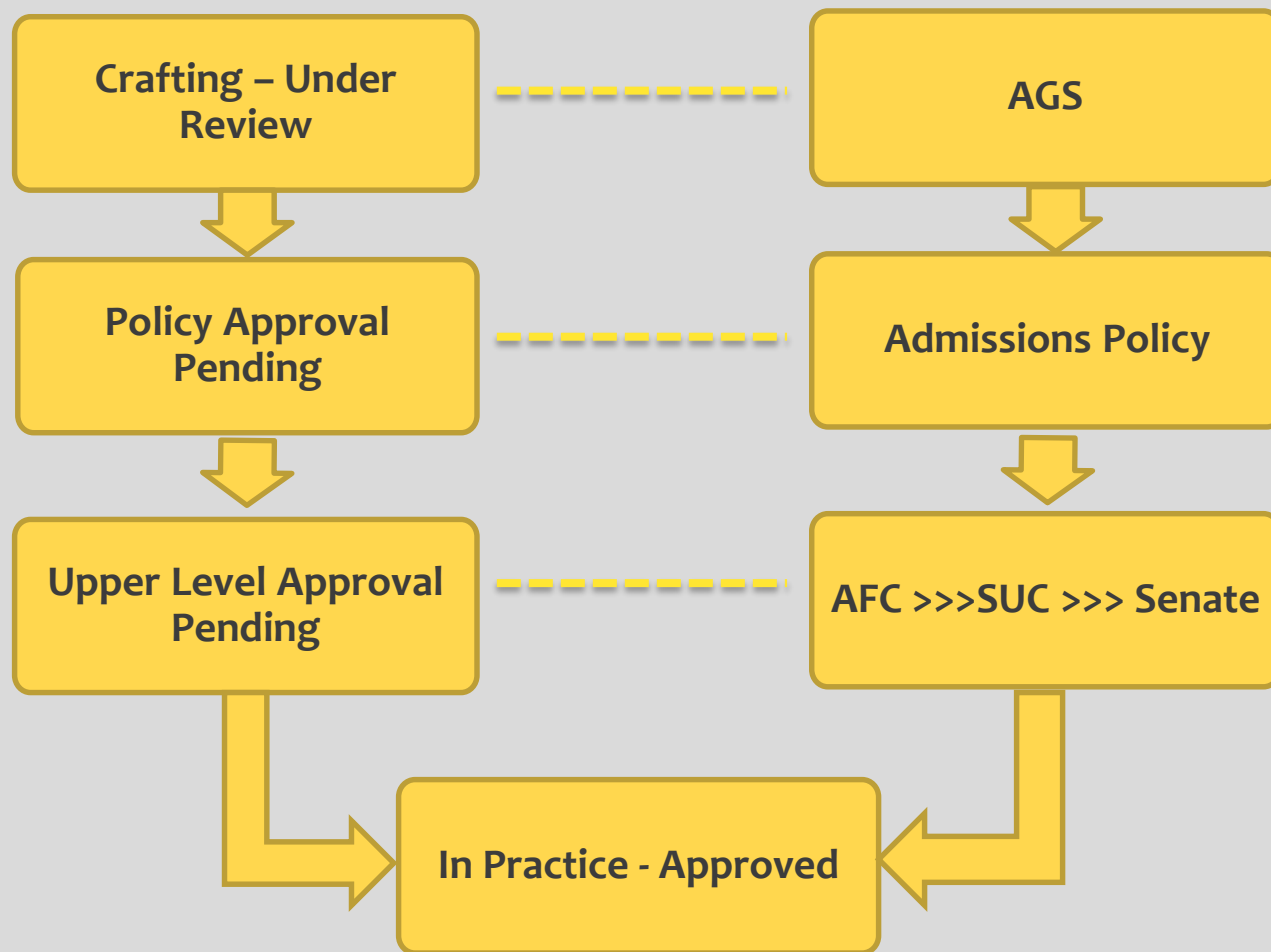 Crafting – Under
Review
AGS
Policy Approval
Pending
Admissions Policy
Upper Level Approval
Pending
AFC >>>SUC >>> Senate
In Practice - Approved